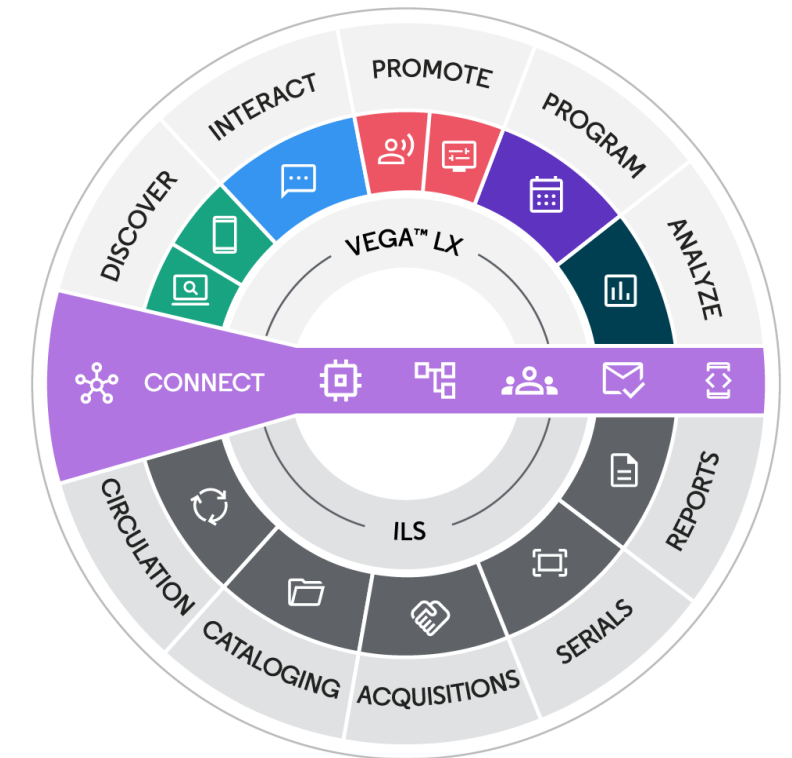 DISCOVER
INTERACT
PROMOTE
PROGRAM
ANALYZE
VEGA™ LX
CONNECT
ILS
CIRCULATION
CATALOGING
ACQUISITIONS
SERIALS
REPORTS